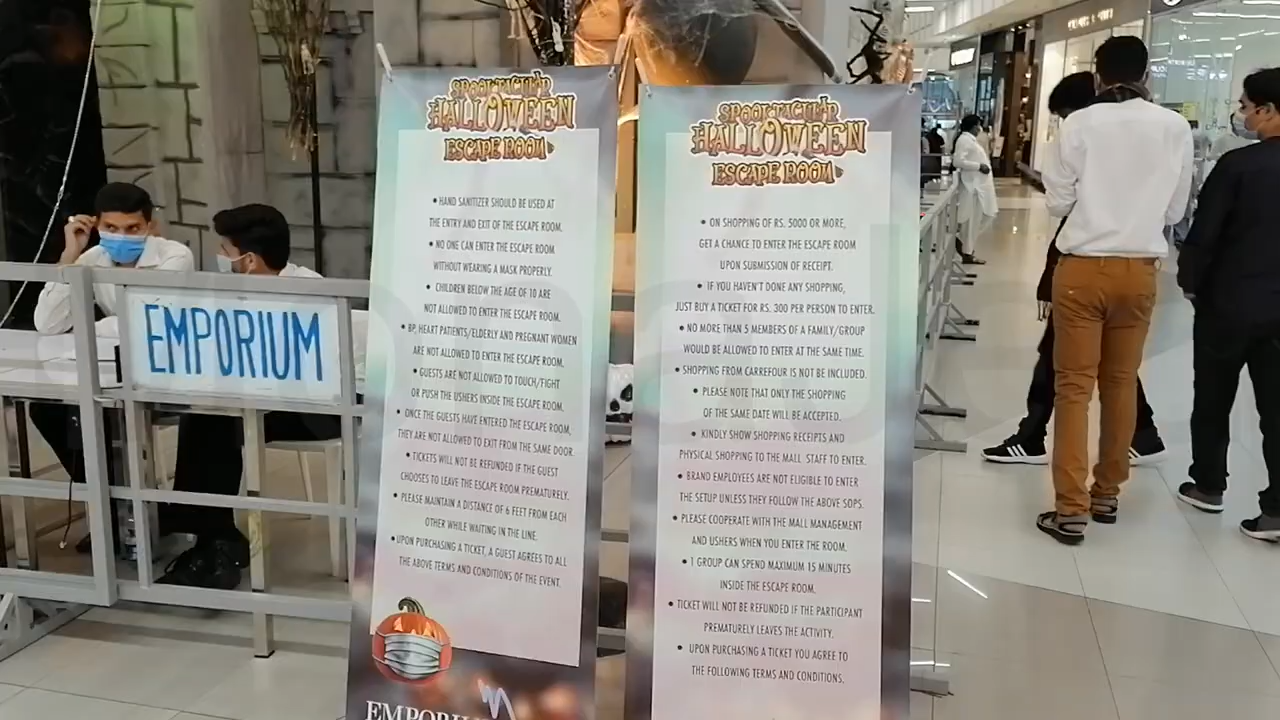 EMPORIUM
SPOOKTACULAR
HALLOWEEN
ESCAPE ROOM
• HAND SANITIZER SHOULD BE USED AT
THE ENTRY AND EXIT OF THE ESCAPE ROOM.
• NO ONE CAN ENTER THE ESCAPE ROOM
WITHOUT WEARING A MASK PROPERLY.
• CHILDREN BELOW THE AGE OF 10 ARE
NOT ALLOWED TO ENTER THE ESCAPE ROOM.
• BP, HEART PATIENTS/ELDERLY AND PREGNANT WOMEN
ARE NOT ALLOWED TO ENTER THE ESCAPE ROOM.
• GUESTS ARE NOT ALLOWED TO TOUCH/FIGHT
OR PUSH THE USHERS INSIDE THE ESCAPE ROOM.
• ONCE THE GUESTS HAVE ENTERED THE ESCAPE ROOM,
THEY ARE NOT ALLOWED TO EXIT FROM THE SAME DOOR.
• TICKETS WILL NOT BE REFUNDED IF THE GUEST
CHOOSES TO LEAVE THE ESCAPE ROOM PREMATURELY.
• PLEASE MAINTAIN A DISTANCE OF 6 FEET FROM EACH
OTHER WHILE WAITING IN THE LINE.
• UPON PURCHASING A TICKET, A GUEST AGREES TO ALL
THE ABOVE TERMS AND CONDITIONS OF THE EVENT.
SPOOKTACULAR
HALLOWEEN
ESCAPE ROOM
• ON SHOPPING OF RS. 5000 OR MORE,
GET A CHANCE TO ENTER THE ESCAPE ROOM
UPON SUBMISSION OF RECEIPT.
• IF YOU HAVEN'T DONE ANY SHOPPING,
JUST BUY A TICKET FOR RS. 300 PER PERSON TO ENTER.
• NO MORE THAN 5 MEMBERS OF A FAMILY/GROUP
WOULD BE ALLOWED TO ENTER AT THE SAME TIME.
• SHOPPING FROM CARREFOUR IS NOT BE INCLUDED.
• PLEASE NOTE THAT ONLY THE SHOPPING
OF THE SAME DATE WILL BE ACCEPTED.
• KINDLY SHOW SHOPPING RECEIPTS AND
PHYSICAL SHOPPING TO THE MALL STAFF TO ENTER.
• BRAND EMPLOYEES ARE NOT ELIGIBLE TO ENTER
THE SETUP UNLESS THEY FOLLOW THE ABOVE SOPS.
• PLEASE COOPERATE WITH THE MALL MANAGEMENT
AND USHERS WHEN YOU ENTER THE ROOM.
• 1 GROUP CAN SPEND MAXIMUM 15 MINUTES
INSIDE THE ESCAPE ROOM.
• TICKET WILL NOT BE REFUNDED IF THE PARTICIPANT
PREMATURELY LEAVES THE ACTIVITY.
• UPON PURCHASING A TICKET YOU AGREE TO
THE FOLLOWING TERMS AND CONDITIONS.